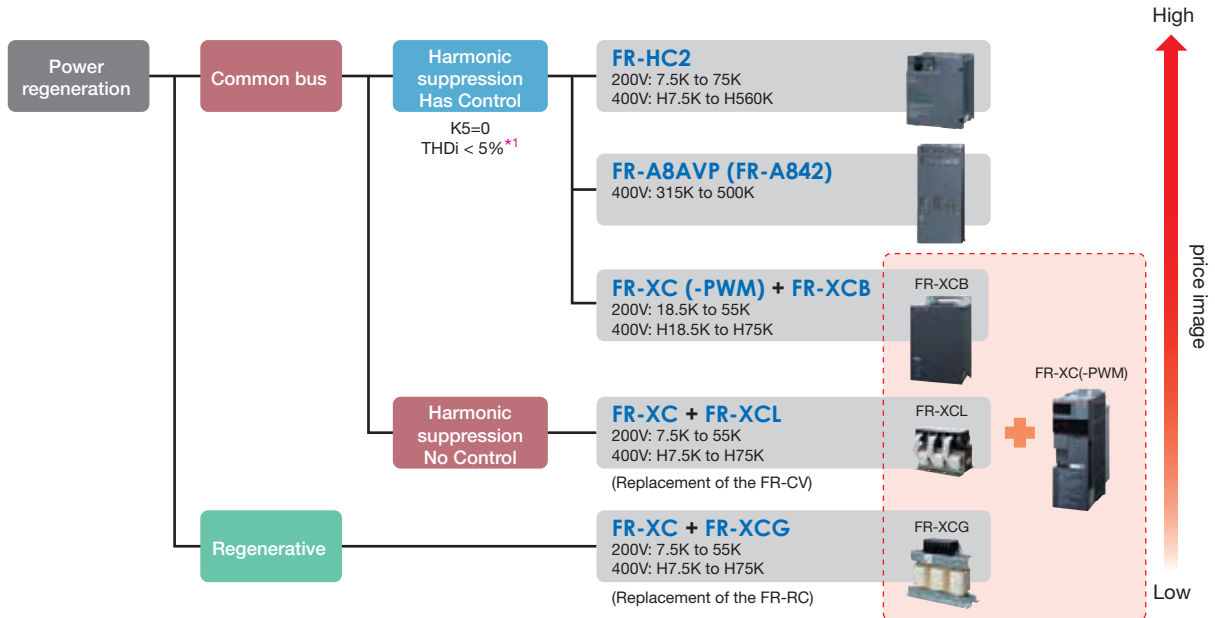 High
Power
regeneration
Common bus
Harmonic
suppression
Has Control
K5=0
THDi < 5%*1
FR-HC2
200V: 7.5K to 75K
400V: H7.5K to H560K
FR-A8AVP (FR-A842)
400V: 315K to 500K
FR-XC (-PWM) + FR-XCB
200V: 18.5K to 55K
400V: H18.5K to H75K
FR-XCB
price image
FR-XC(-PWM)
Harmonic
suppression
No Control
FR-XC + FR-XCL
200V: 7.5K to 55K
400V: H7.5K to H75K
(Replacement of the FR-CV)
FR-XCL
Regenerative
FR-XC + FR-XCG
200V: 7.5K to 55K
400V: H7.5K to H75K
(Replacement of the FR-RC)
FR-XCG
Low